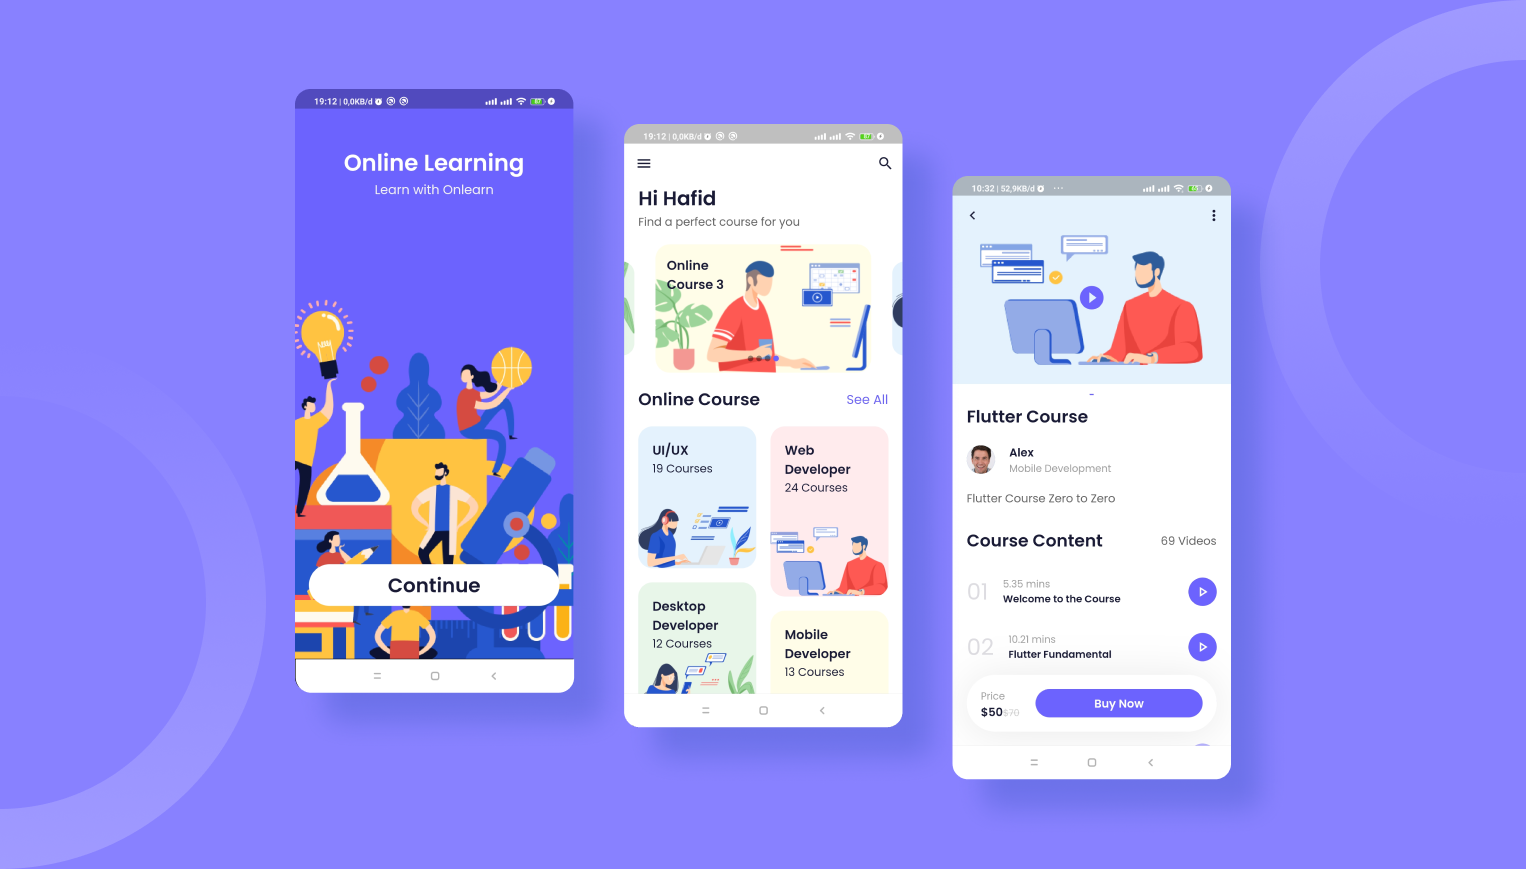 19:12 | 0,0KB/d
67
Online Learning
Learn with Onlearn
Continue
19:12 | 0,0KB/d
67
Hi Hafid
Find a perfect course for you
Online
Course 3
Online Course
See All
UI/UX
19 Courses
Web
Developer
24 Courses
Desktop
Developer
12 Courses
Mobile
Developer
13 Courses
10:32 | 52,9KB/d
Flutter Course
Alex
Mobile Development
Flutter Course Zero to Zero
Course Content
69 Videos
01
5.35 mins
Welcome to the Course
02
10.21 mins
Flutter Fundamental
Price
$50 $70
Buy Now